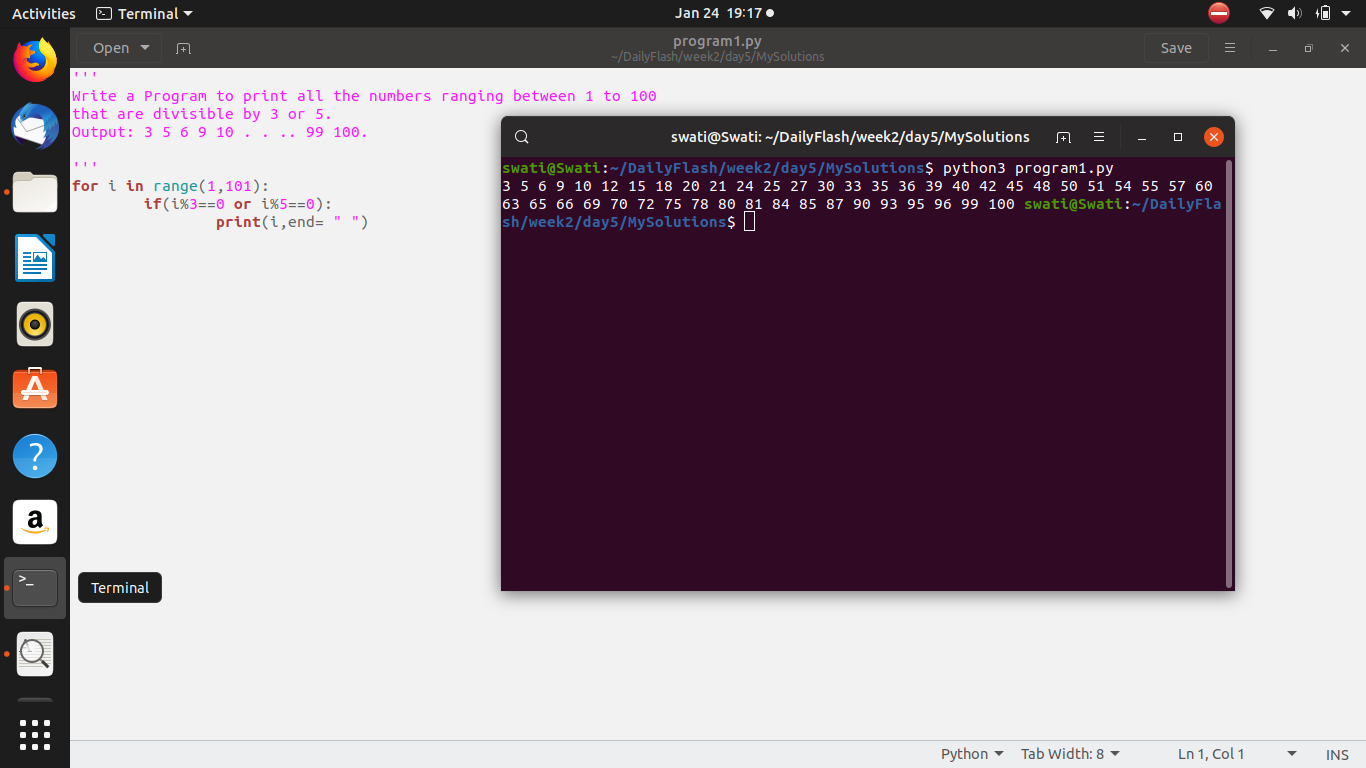 Activities
Terminal
Jan 24 19:17
Open
program1.py
~/DailyFlash/week2/day5/MySolutions
Save
'''
Write a Program to print all the numbers ranging between 1 to 100
that are divisible by 3 or 5.
Output: 3 5 6 9 10 . . .. 99 100.
'''
for i in range(1,101):
if(i%3==0 or i%5==0):
print(i,end= " ")
swati@Swati: ~/DailyFlash/week2/day5/MySolutions
swati@Swati:~/DailyFlash/week2/day5/MySolutions$ python3 program1.py
3 5 6 9 10 12 15 18 20 21 24 25 27 30 33 35 36 39 40 42 45 48 50 51 54 55 57 60
63 65 66 69 70 72 75 78 80 81 84 85 87 90 93 95 96 99 100 swati@Swati:~/DailyFla
sh/week2/day5/MySolutions$
?
a
>_
Terminal
Python
Tab Width: 8
Ln 1, Col 1
INS